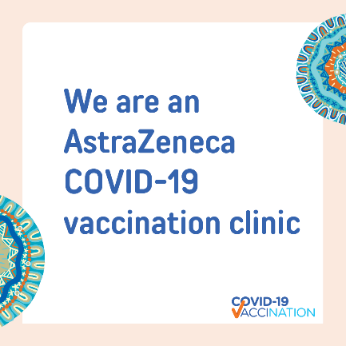 We are an
AstraZeneca
COVID-19
vaccination clinic
COVID-19
VACCINATION